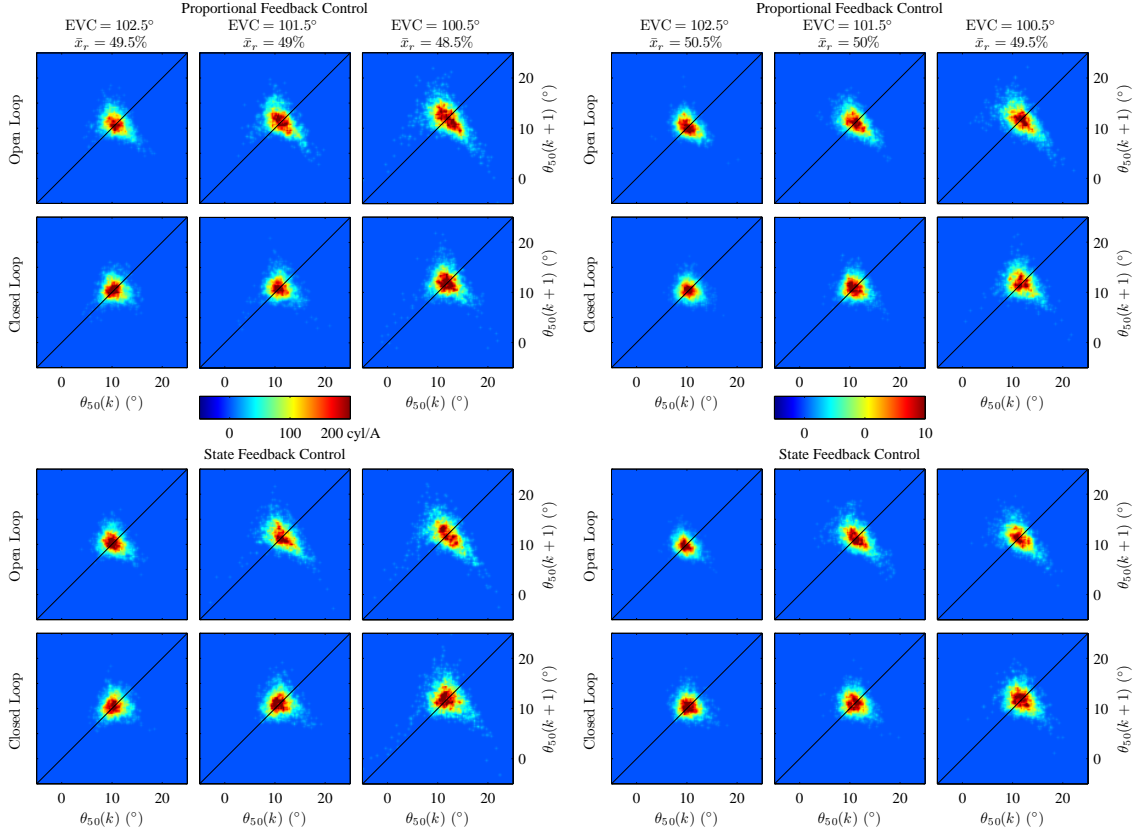 Proportional Feedback Control
EVC = 102.5° EVC = 101.5° EVC = 100.5°
x̄ᵣ = 49.5% x̄ᵣ = 49% x̄ᵣ = 48.5%
Open Loop
20
10
0
θ₅₀(k + 1) (°)
Closed Loop
20
10
0
θ₅₀(k + 1) (°)
0 10 20 0 10 20 0 10 20
θ₅₀(k) (°) θ₅₀(k) (°)
0 100 200 cyl/A
State Feedback Control
Open Loop
20
10
0
θ₅₀(k + 1) (°)
Closed Loop
20
10
0
θ₅₀(k + 1) (°)
0 10 20 0 10 20 0 10 20
θ₅₀(k) (°) θ₅₀(k) (°) θ₅₀(k) (°)
Proportional Feedback Control
EVC = 102.5° EVC = 101.5° EVC = 100.5°
x̄ᵣ = 50.5% x̄ᵣ = 50% x̄ᵣ = 49.5%
Open Loop
20
10
0
θ₅₀(k + 1) (°)
Closed Loop
20
10
0
θ₅₀(k + 1) (°)
0 10 20 0 10 20 0 10 20
θ₅₀(k) (°) θ₅₀(k) (°)
0 0 10
State Feedback Control
Open Loop
20
10
0
θ₅₀(k + 1) (°)
Closed Loop
20
10
0
θ₅₀(k + 1) (°)
0 10 20 0 10 20 0 10 20
θ₅₀(k) (°) θ₅₀(k) (°) θ₅₀(k) (°)